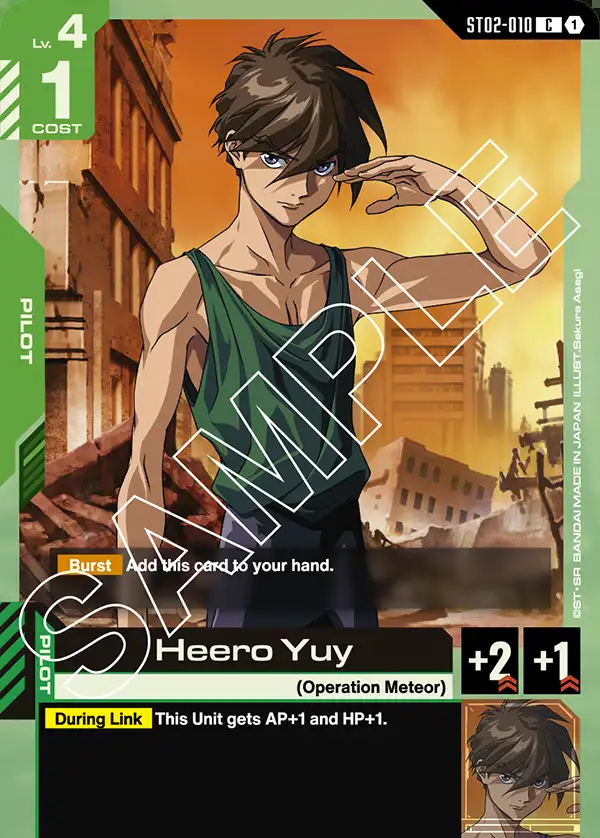 Lv. 4
1
COST
ST02-010 C 1
PILOT
SAMPLE
©ST・SR BANDAI MADE IN JAPAN ILLUST.Sakura Asagi
Burst Add this card to your hand.
PILOT
Heero Yuy
+2 +1
(Operation Meteor)
During Link This Unit gets AP+1 and HP+1.